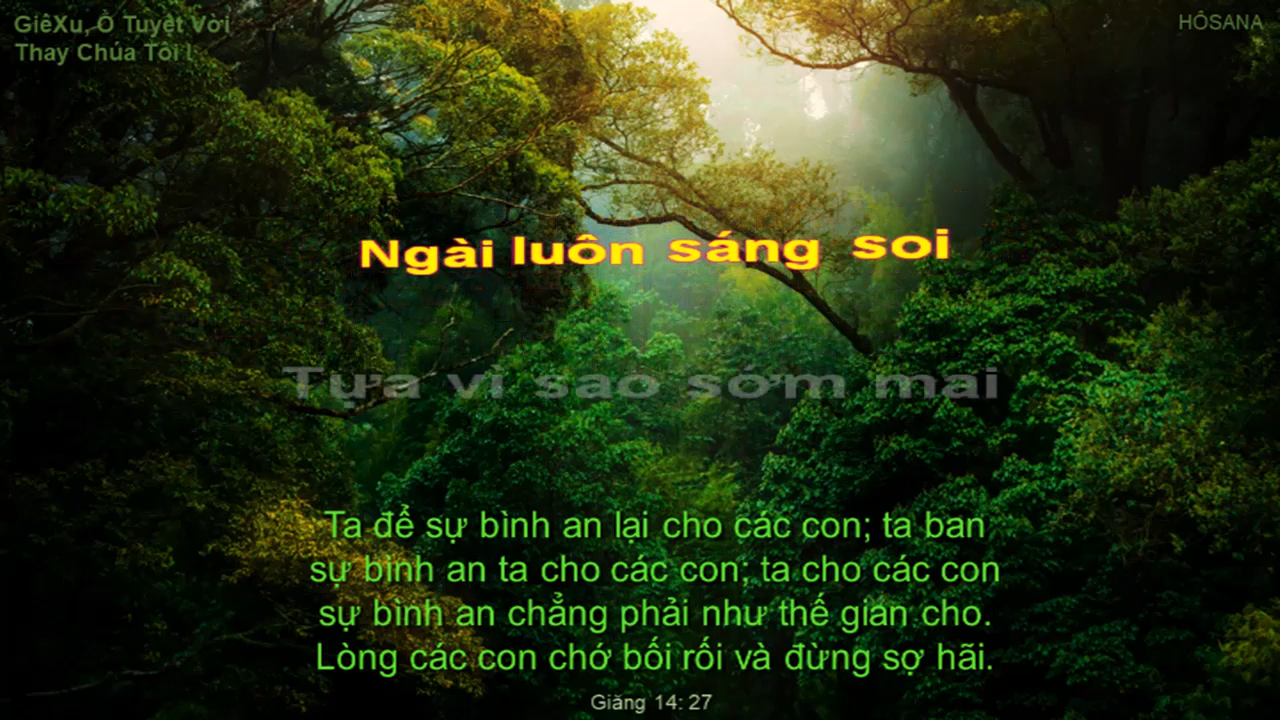 GiêXu, Ồ Tuyệt Vời
Thay Chúa Tôi !
HÔSANA
Ngài luôn sáng soi
Tựa vì sao sớm mai
Ta để sự bình an lại cho các con; ta ban
sự bình an ta cho các con; ta cho các con
sự bình an chẳng phải như thế gian cho.
Lòng các con chớ bối rối và đừng sợ hãi.
Giăng 14: 27